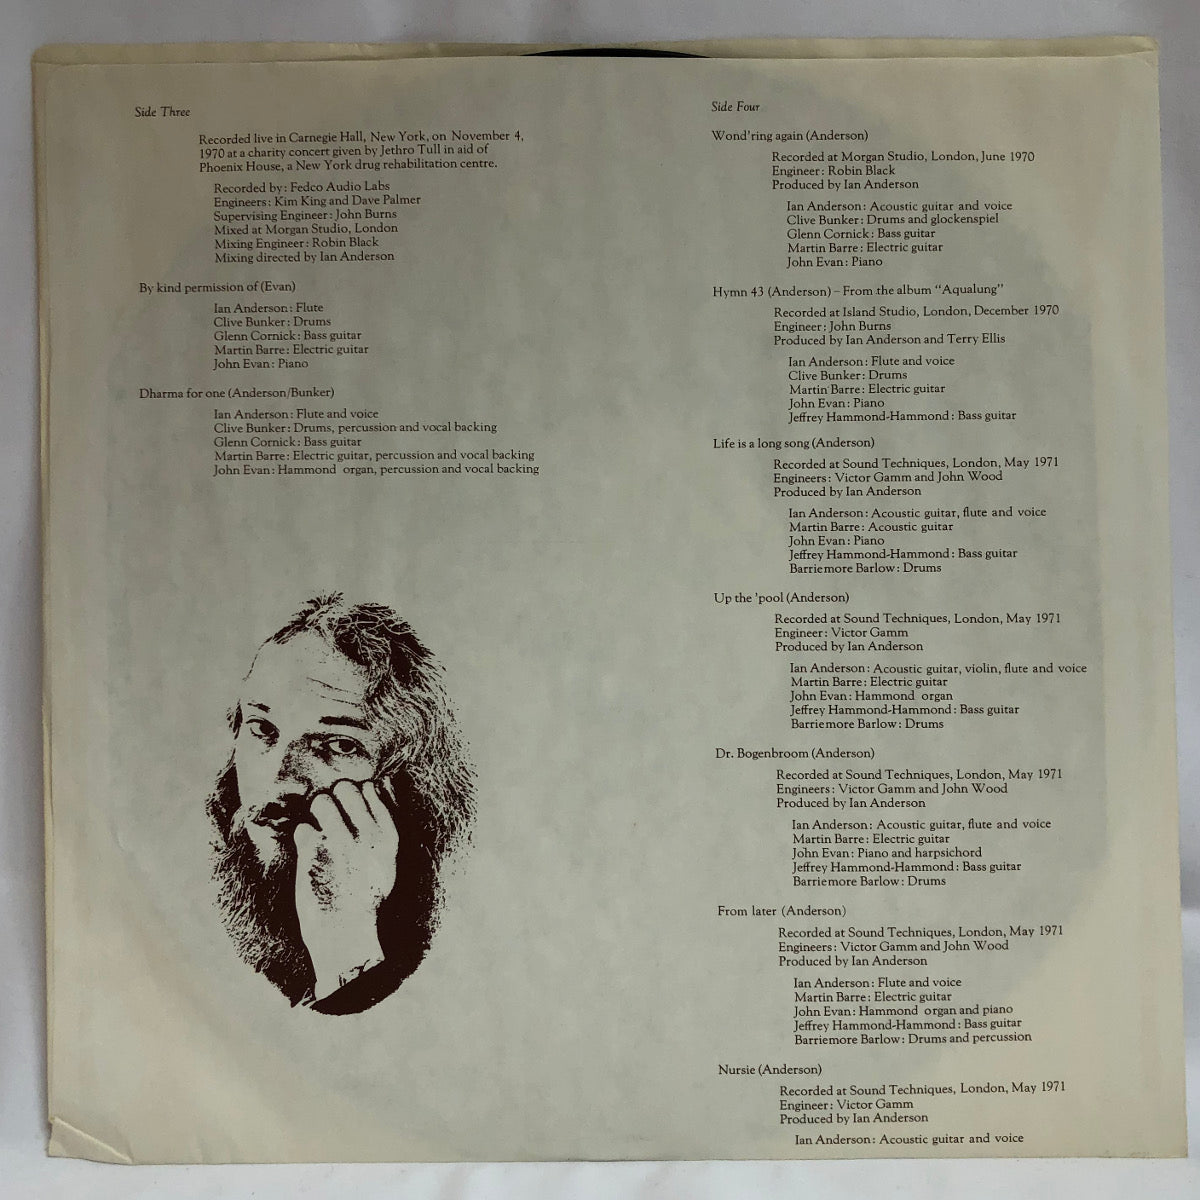 Side Three
Recorded live in Carnegie Hall, New York, on November 4,
1970 at a charity concert given by Jethro Tull in aid of
Phoenix House, a New York drug rehabilitation centre.
Recorded by: Fedco Audio Labs
Engineers: Kim King and Dave Palmer
Supervising Engineer: John Burns
Mixed at Morgan Studio, London
Mixing Engineer: Robin Black
Mixing directed by Ian Anderson
By kind permission of (Evan)
Ian Anderson: Flute
Clive Bunker: Drums
Glenn Cornick: Bass guitar
Martin Barre: Electric guitar
John Evan: Piano
Dharma for one (Anderson/Bunker)
Ian Anderson: Flute and voice
Clive Bunker: Drums, percussion and vocal backing
Glenn Cornick: Bass guitar
Martin Barre: Electric guitar, percussion and vocal backing
John Evan: Hammond organ, percussion and vocal backing
Side Four
Wond'ring again (Anderson)
Recorded at Morgan Studio, London, June 1970
Engineer: Robin Black
Produced by Ian Anderson
Ian Anderson: Acoustic guitar and voice
Clive Bunker: Drums and glockenspiel
Glenn Cornick: Bass guitar
Martin Barre: Electric guitar
John Evan: Piano
Hymn 43 (Anderson) – From the album "Aqualung"
Recorded at Island Studio, London, December 1970
Engineer: John Burns
Produced by Ian Anderson and Terry Ellis
Ian Anderson: Flute and voice
Clive Bunker: Drums
Martin Barre: Electric guitar
John Evan: Piano
Jeffrey Hammond-Hammond: Bass guitar
Life is a long song (Anderson)
Recorded at Sound Techniques, London, May 1971
Engineers: Victor Gamm and John Wood
Produced by Ian Anderson
Ian Anderson: Acoustic guitar, flute and voice
Martin Barre: Acoustic guitar
John Evan: Piano
Jeffrey Hammond-Hammond: Bass guitar
Barriemore Barlow: Drums
Up the 'pool (Anderson)
Recorded at Sound Techniques, London, May 1971
Engineer: Victor Gamm
Produced by Ian Anderson
Ian Anderson: Acoustic guitar, violin, flute and voice
Martin Barre: Electric guitar
John Evan: Hammond organ
Jeffrey Hammond-Hammond: Bass guitar
Barriemore Barlow: Drums
Dr. Bogenbroom (Anderson)
Recorded at Sound Techniques, London, May 1971
Engineers: Victor Gamm and John Wood
Produced by Ian Anderson
Ian Anderson: Acoustic guitar, flute and voice
Martin Barre: Electric guitar
John Evan: Piano and harpsichord
Jeffrey Hammond-Hammond: Bass guitar
Barriemore Barlow: Drums
From later (Anderson)
Recorded at Sound Techniques, London, May 1971
Engineers: Victor Gamm and John Wood
Produced by Ian Anderson
Ian Anderson: Flute and voice
Martin Barre: Electric guitar
John Evan: Hammond organ and piano
Jeffrey Hammond-Hammond: Bass guitar
Barriemore Barlow: Drums and percussion
Nursie (Anderson)
Recorded at Sound Techniques, London, May 1971
Engineer: Victor Gamm
Produced by Ian Anderson
Ian Anderson: Acoustic guitar and voice